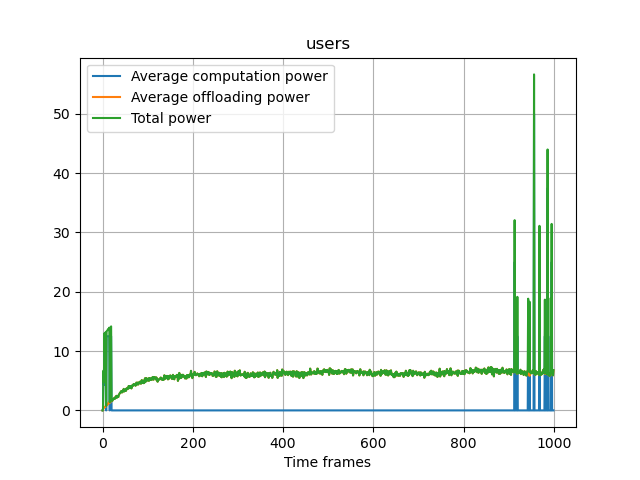 users
Average computation power
Average offloading power
Total power
50
40
30
20
10
0
0 200 400 600 800 1000
Time frames